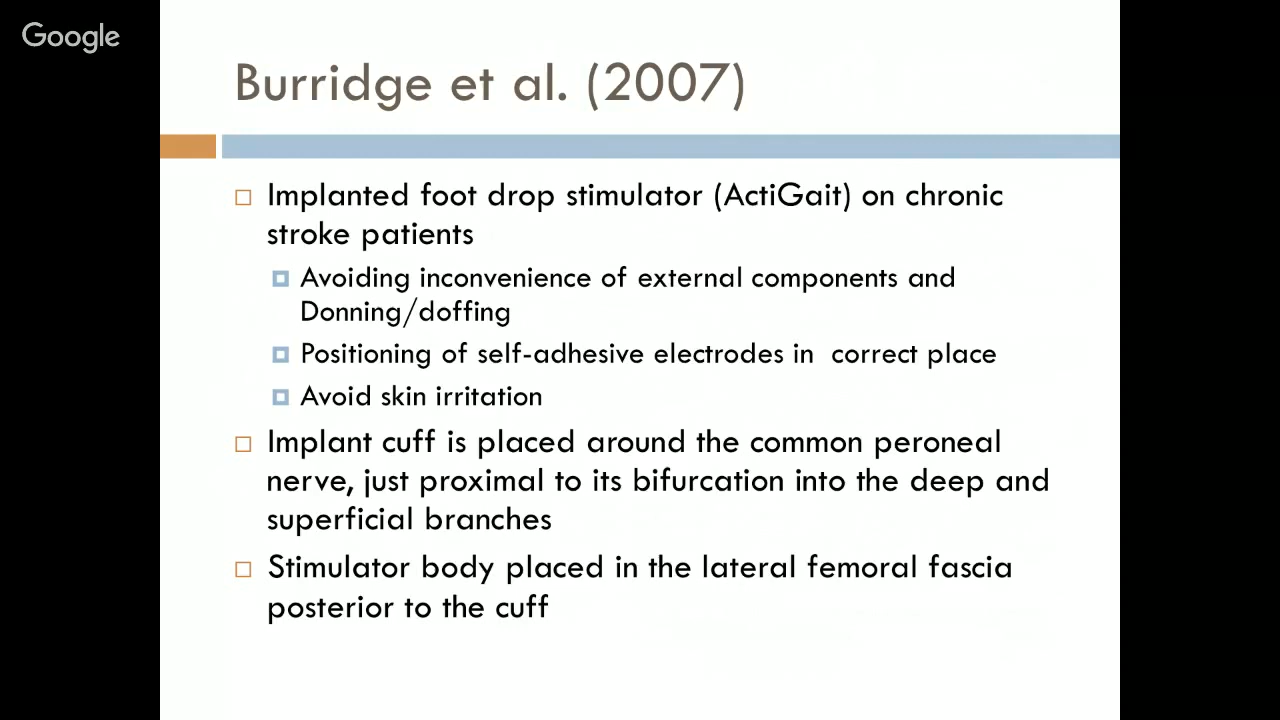 Google
Burridge et al. (2007)
Implanted foot drop stimulator (ActiGait) on chronic
stroke patients
Avoiding inconvenience of external components and
Donning/doffing
Positioning of self-adhesive electrodes in  correct place
Avoid skin irritation
Implant cuff is placed around the common peroneal
nerve, just proximal to its bifurcation into the deep and
superficial branches
Stimulator body placed in the lateral femoral fascia
posterior to the cuff